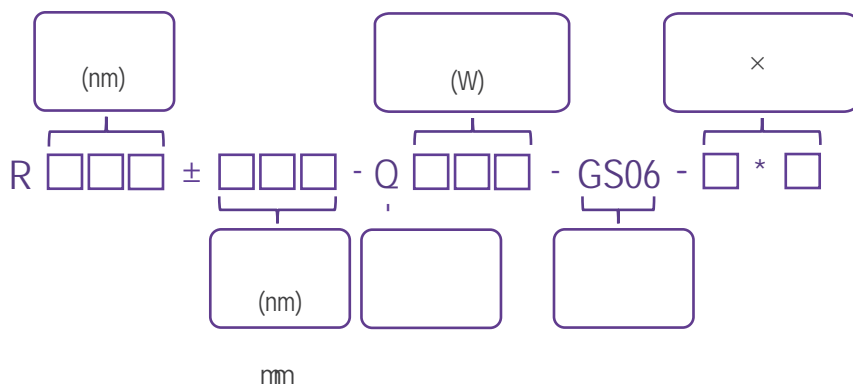 (nm) (W) ×
R □□□ ± □□□ - Q □□□ - GS06 - □ * □
(nm)
mm